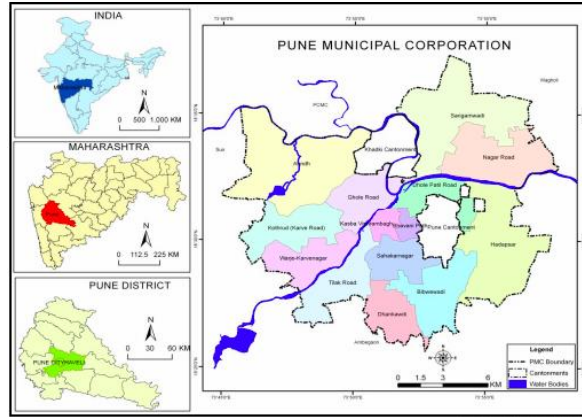 INDIA
N
0 500 1,000 KM
MAHARASHTRA
N
0 112.5 225 KM
PUNE DISTRICT
N
0 30 60 KM
PUNE MUNICIPAL CORPORATION
N
PCMC
Wagholi
Sus
Sangamwadi
Khadki Cantonment
Aundh
Nagar Road
Dhole Patil Road
Ghole Road
Kothrud (Karve Road)
Pune Cantonment
Hadapsar
Warje-Karvenagar
Sahakarnagar
Tilak Road
Bibwewadi
Dhankawdi
Ambegaon
0 1.5 3 6
KM
Legend
PMC Boundary
Cantonments
Water Bodies